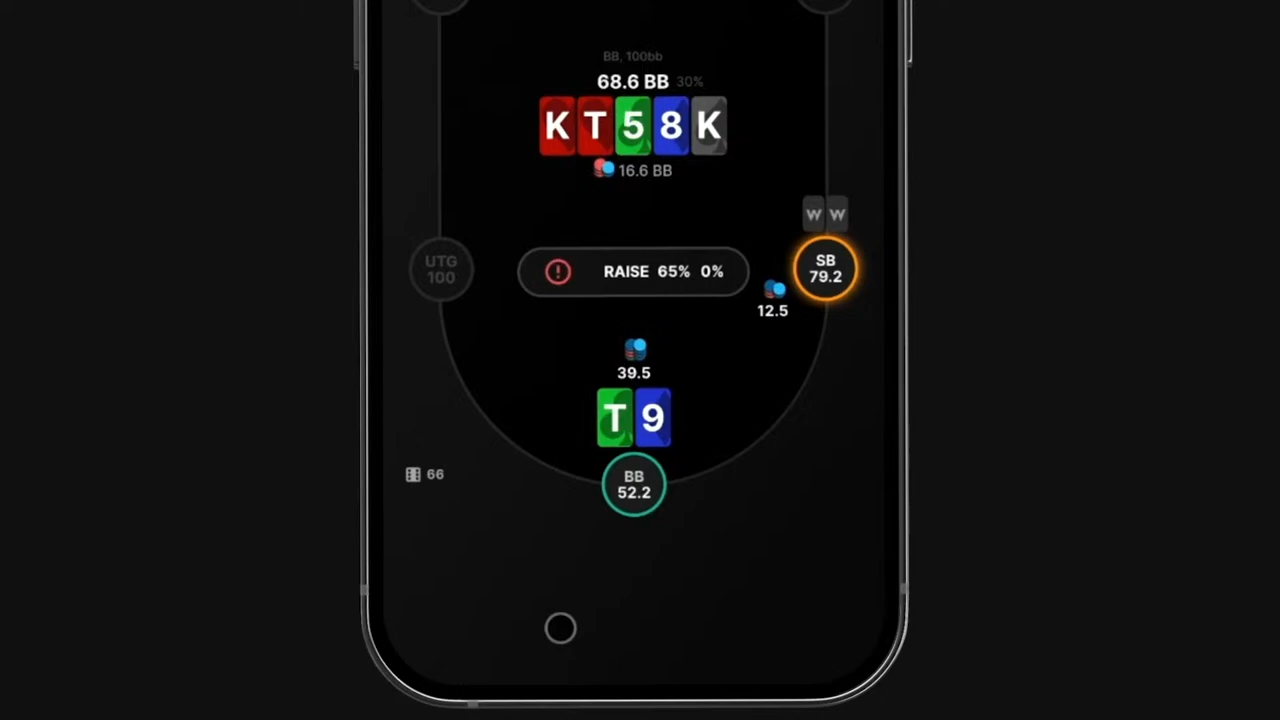 BB, 100bb
68.6 BB 30%
K T 5 8 K
16.6 BB
W W
UTG
100
RAISE 65% 0%
SB
79.2
12.5
39.5
T 9
BB
52.2
66